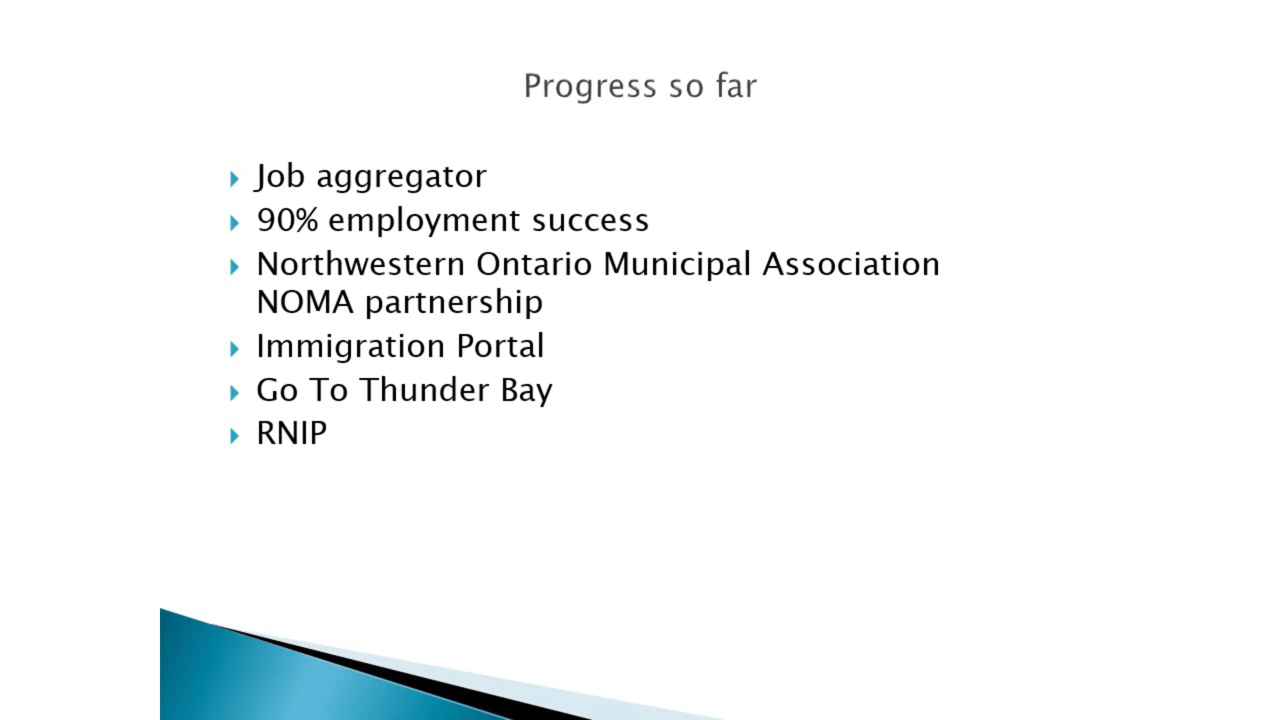 Progress so far
Job aggregator
90% employment success
Northwestern Ontario Municipal Association
NOMA partnership
Immigration Portal
Go To Thunder Bay
RNIP